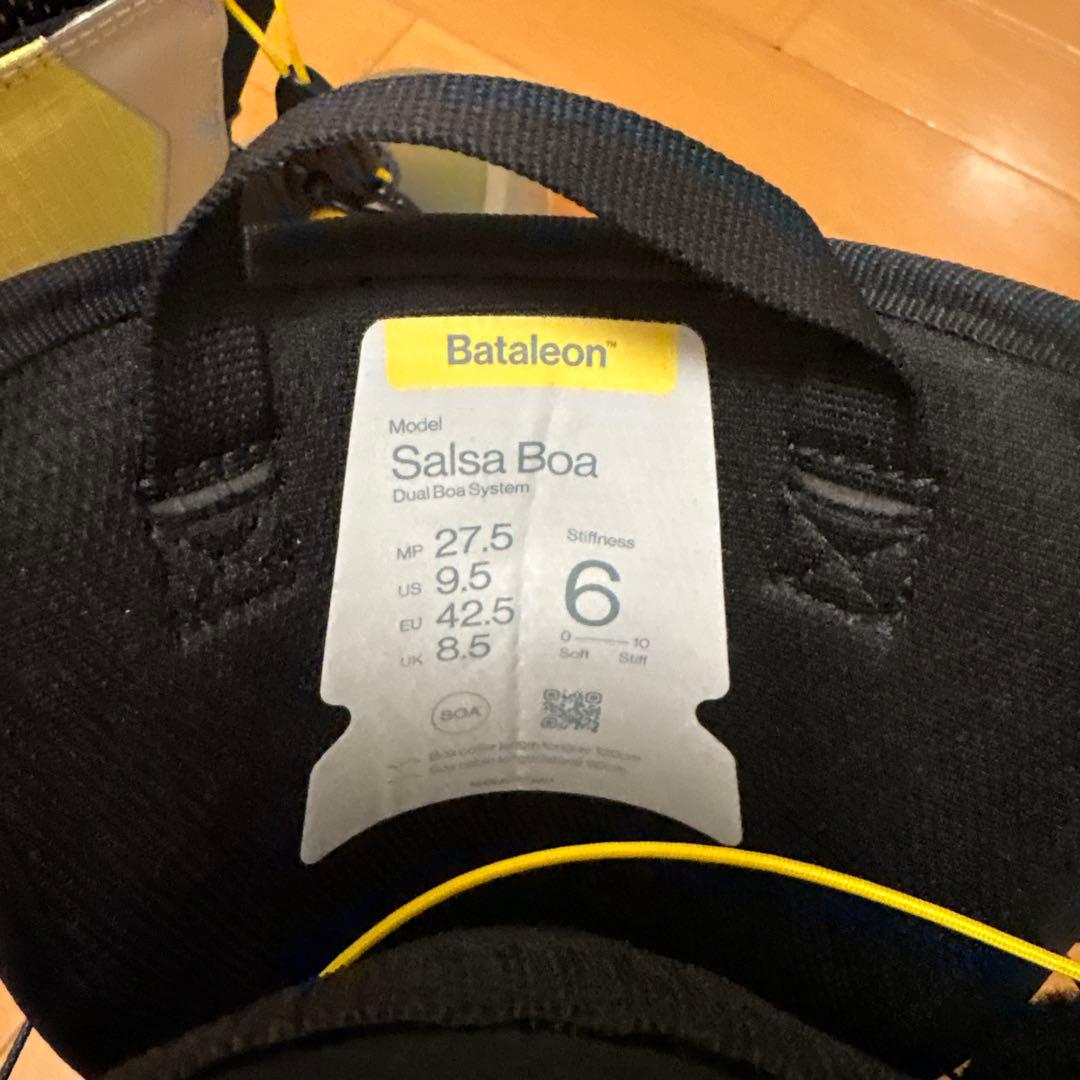 Bataleon™
Model
Salsa Boa
Dual Boa System
MP 27.5
US 9.5
EU 42.5
UK 8.5
Stiffness
6
0 10
Soft Stiff
BOA